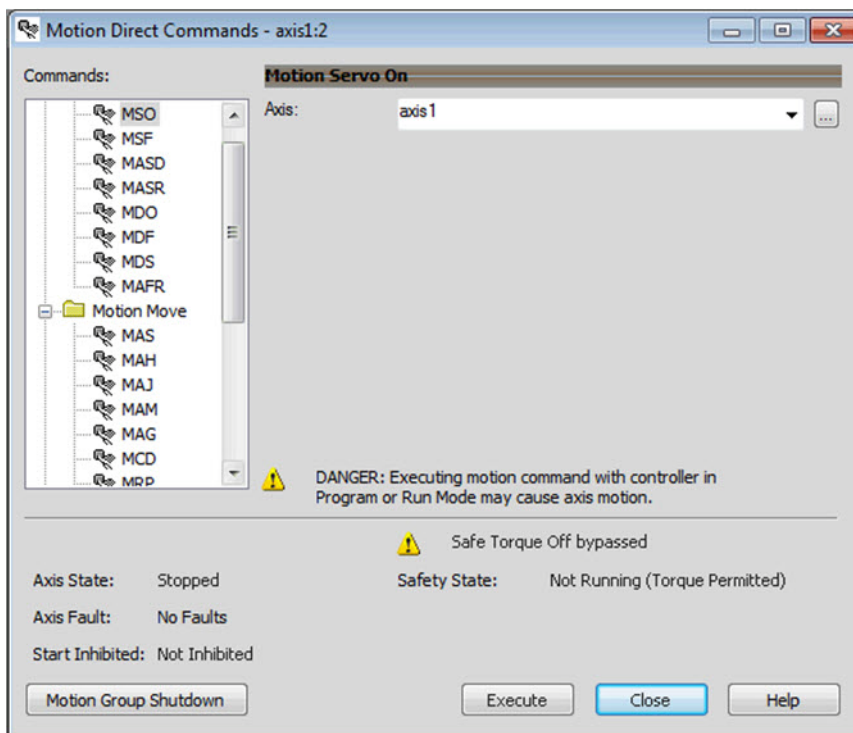 Motion Direct Commands - axis1:2
Commands:
MSO
MSF
MASD
MASR
MDO
MDF
MDS
MAFR
Motion Move
MAS
MAH
MAJ
MAM
MAG
MCD
MRP
Motion Servo On
Axis: axis1
...
DANGER: Executing motion command with controller in
Program or Run Mode may cause axis motion.
Safe Torque Off bypassed
Axis State: Stopped
Safety State: Not Running (Torque Permitted)
Axis Fault: No Faults
Start Inhibited: Not Inhibited
Motion Group Shutdown
Execute
Close
Help